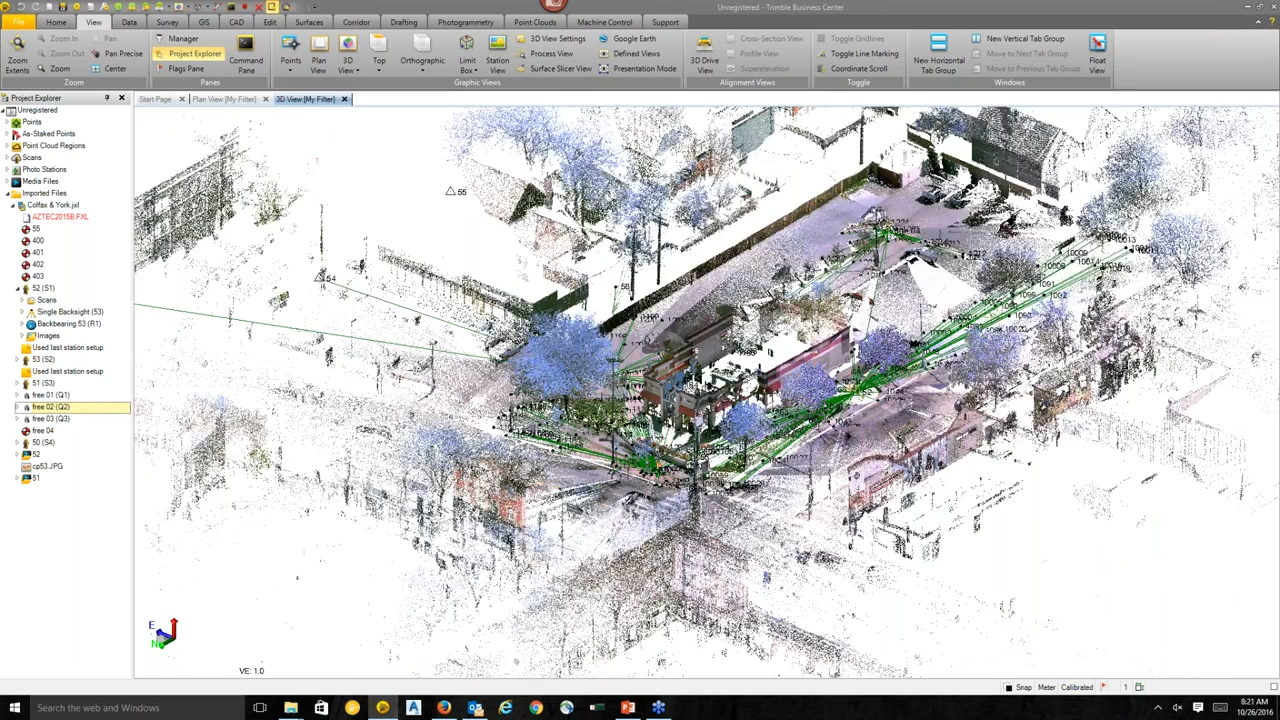 Unregistered - Trimble Business Center
File Home View Data Survey GIS CAD Edit Surfaces Corridor Drafting Photogrammetry Point Clouds Machine Control Support
Zoom Extents
Zoom In
Zoom Out
Zoom
Pan
Pan Precise
Center
Zoom
Manager
Project Explorer
Flags Pane
Command Pane
Panes
Points
Plan View
3D View
Top
Orthographic
Limit Box
Station View
3D View Settings
Process View
Surface Slicer View
Google Earth
Defined Views
Presentation Mode
Graphic Views
3D Drive View
Cross-Section View
Profile View
Superelevation
Alignment Views
Toggle Gridlines
Toggle Line Marking
Coordinate Scroll
Toggle
New Horizontal Tab Group
New Vertical Tab Group
Move to Next Tab Group
Move to Previous Tab Group
Float View
Windows
Project Explorer
Start Page
Plan View [My Filter]
3D View [My Filter]
Unregistered
Points
As-Staked Points
Point Cloud Regions
Scans
Photo Stations
Media Files
Imported Files
Colfax & York.jxl
AZTEC2015B.FXL
55
400
401
402
403
52 (S1)
Scans
Single Backsight (53)
Backbearing 53 (R1)
Images
Used last station setup
53 (S2)
Used last station setup
51 (S3)
free 01 (Q1)
free 02 (Q2)
free 03 (Q3)
free 04
50 (S4)
52
cp53.JPG
51
55
54
E
N
VE: 1.0
Snap Meter Calibrated 1
Search the web and Windows
8:21 AM
10/26/2016